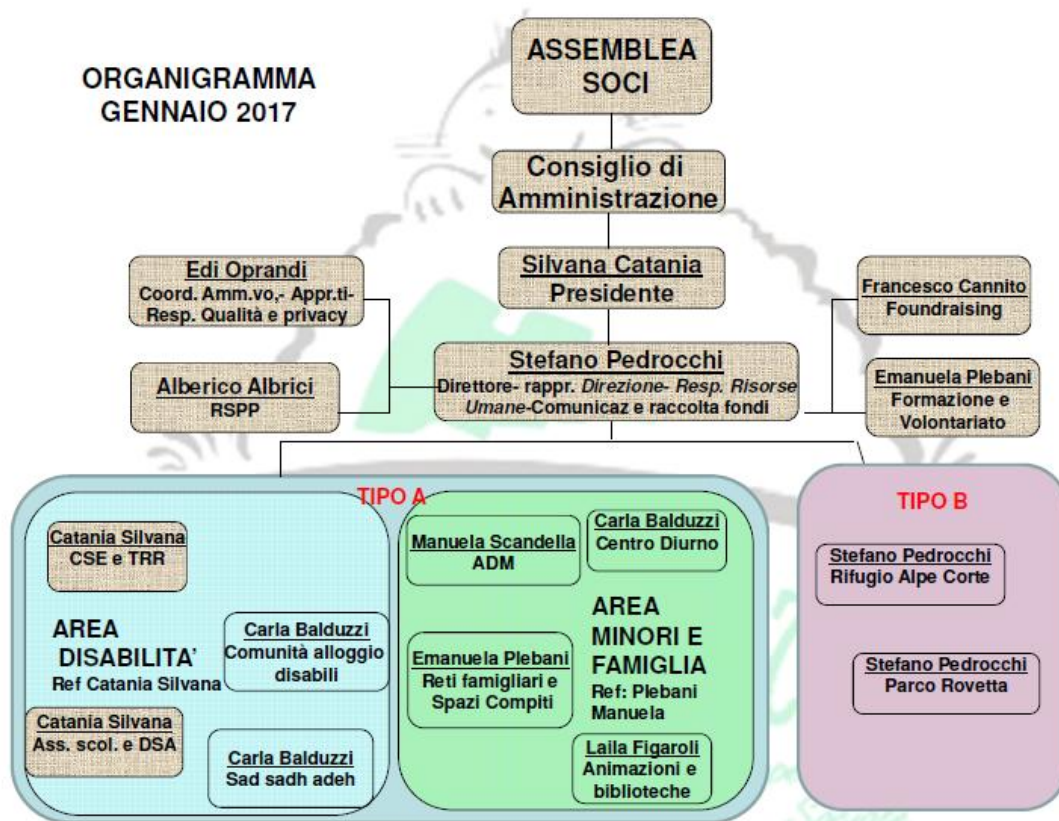 ORGANIGRAMMA
GENNAIO 2017
ASSEMBLEA
SOCI
Consiglio di
Amministrazione
Silvana Catania
Presidente
Edi Oprandi
Coord. Amm.vo,- Appr.ti-
Resp. Qualità e privacy
Alberico Albrici
RSPP
Stefano Pedrocchi
Direttore- rappr. Direzione- Resp. Risorse
Umane-Comunicaz e raccolta fondi
Francesco Cannito
Foundraising
Emanuela Plebani
Formazione e
Volontariato
TIPO A
Catania Silvana
CSE e TRR
AREA
DISABILITA’
Ref Catania Silvana
Carla Balduzzi
Comunità alloggio
disabili
Catania Silvana
Ass. scol. e DSA
Carla Balduzzi
Sad sadh adeh
Manuela Scandella
ADM
Carla Balduzzi
Centro Diurno
Emanuela Plebani
Reti famigliari e
Spazi Compiti
AREA
MINORI E
FAMIGLIA
Ref: Plebani
Manuela
Laila Figaroli
Animazioni e
biblioteche
TIPO B
Stefano Pedrocchi
Rifugio Alpe Corte
Stefano Pedrocchi
Parco Rovetta